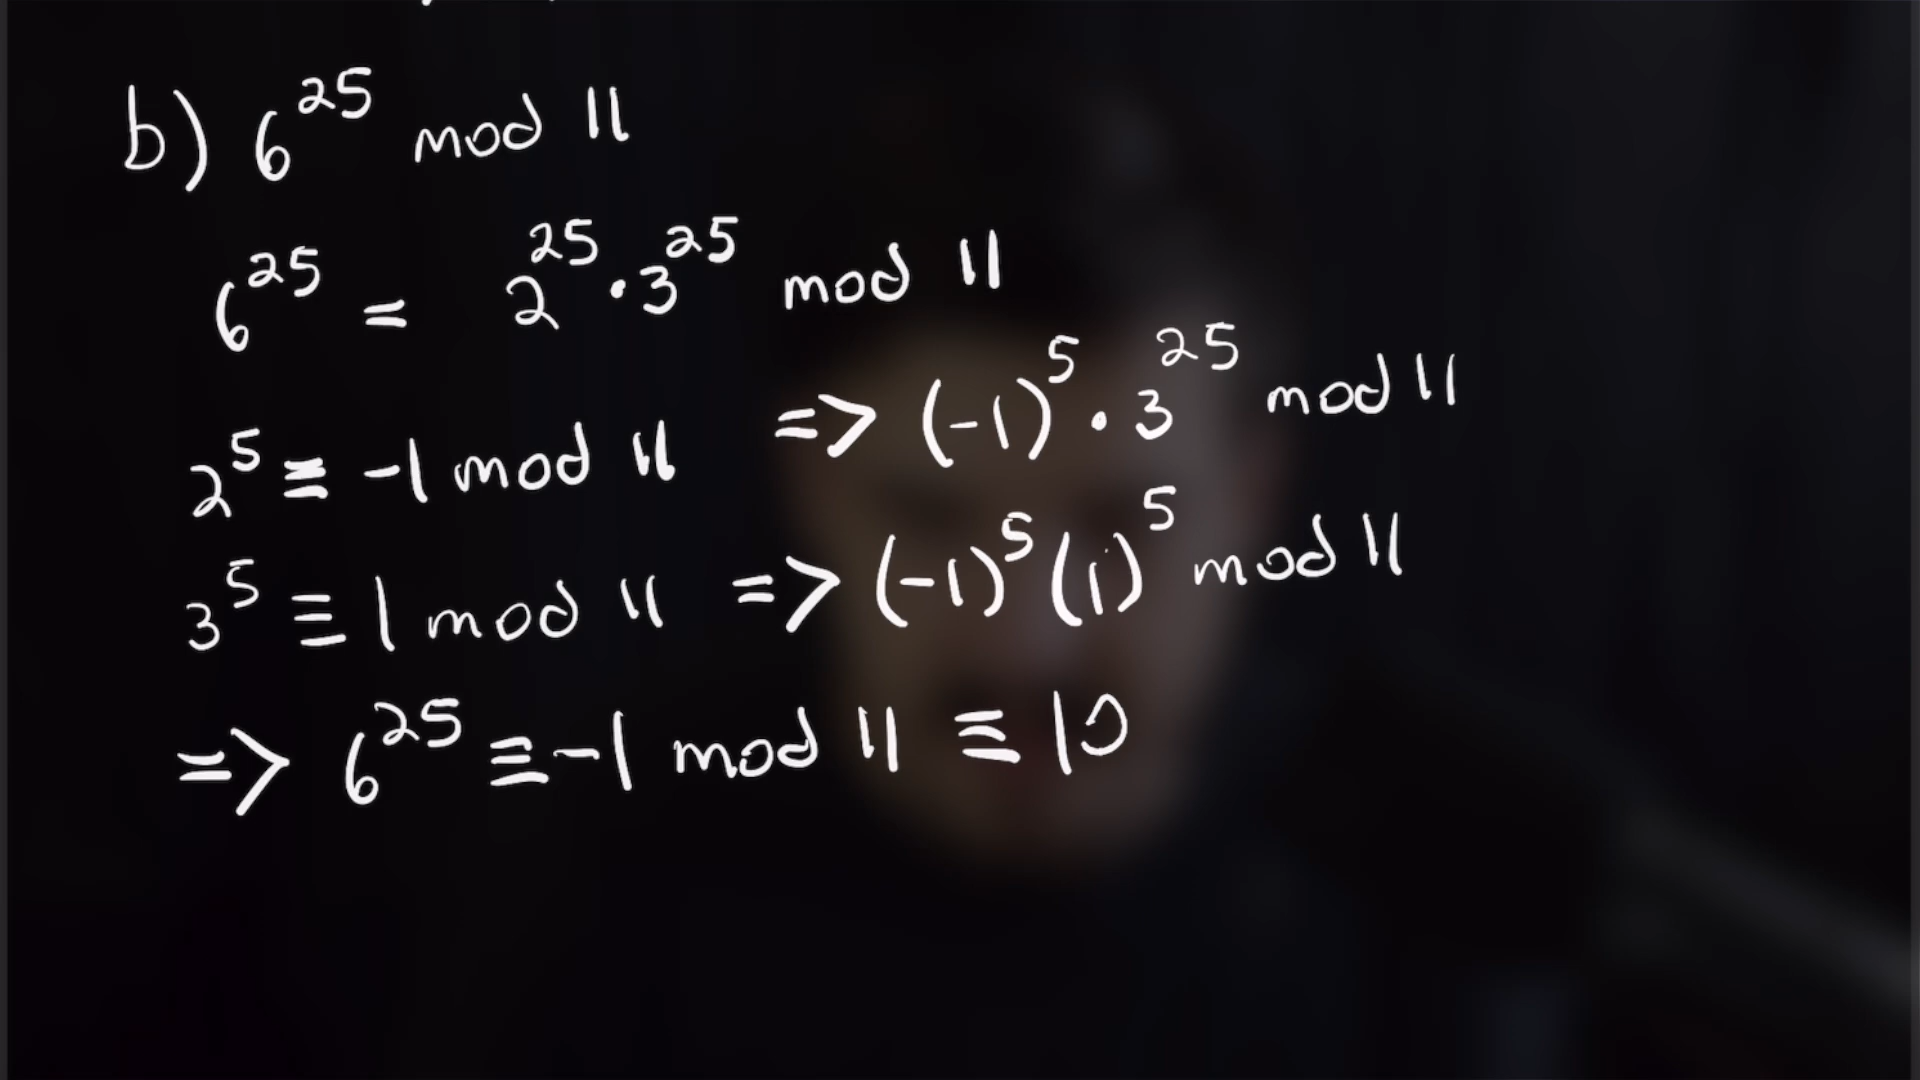 b) 6^25 mod 11
6^25 = 2^25 · 3^25 mod 11
2^5 ≡ -1 mod 11 => (-1)^5 · 3^25 mod 11
3^5 ≡ 1 mod 11 => (-1)^5 (1)^5 mod 11
=> 6^25 ≡ -1 mod 11 ≡ 10